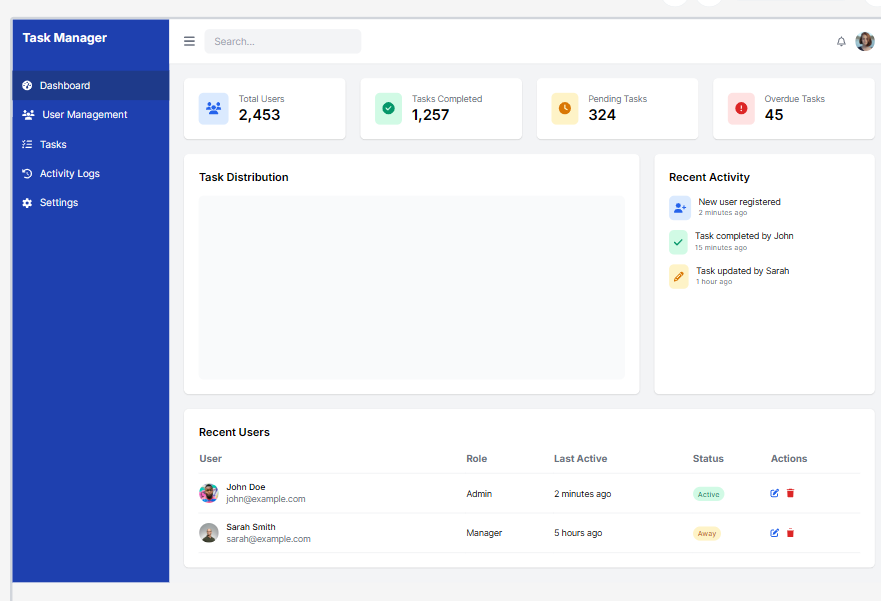 Task Manager
Search...
Dashboard
User Management
Tasks
Activity Logs
Settings
Total Users
2,453
Tasks Completed
1,257
Pending Tasks
324
Overdue Tasks
45
Task Distribution
Recent Activity
New user registered
2 minutes ago
Task completed by John
15 minutes ago
Task updated by Sarah
1 hour ago
Recent Users
User Role Last Active Status Actions
John Doe
john@example.com
Admin 2 minutes ago Active
Sarah Smith
sarah@example.com
Manager 5 hours ago Away